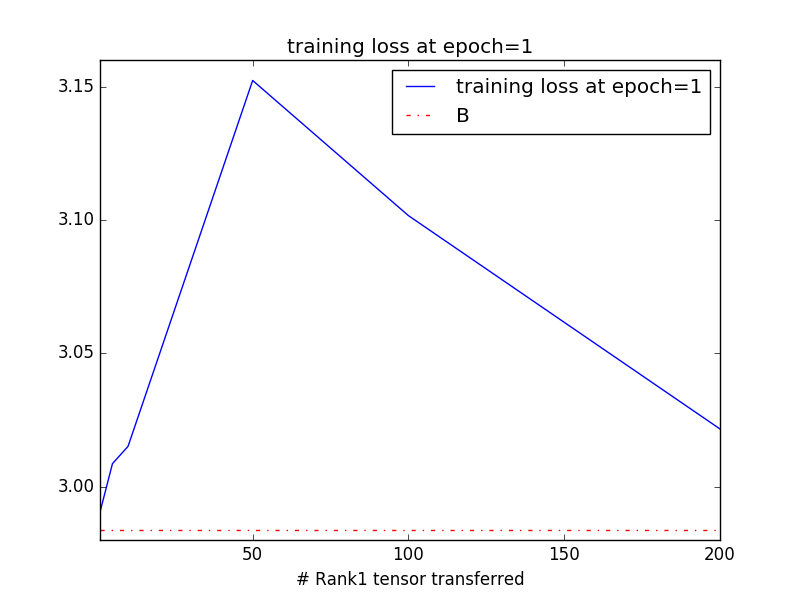 training loss at epoch=1
training loss at epoch=1
B
3.15
3.10
3.05
3.00
50 100 150 200
# Rank1 tensor transferred